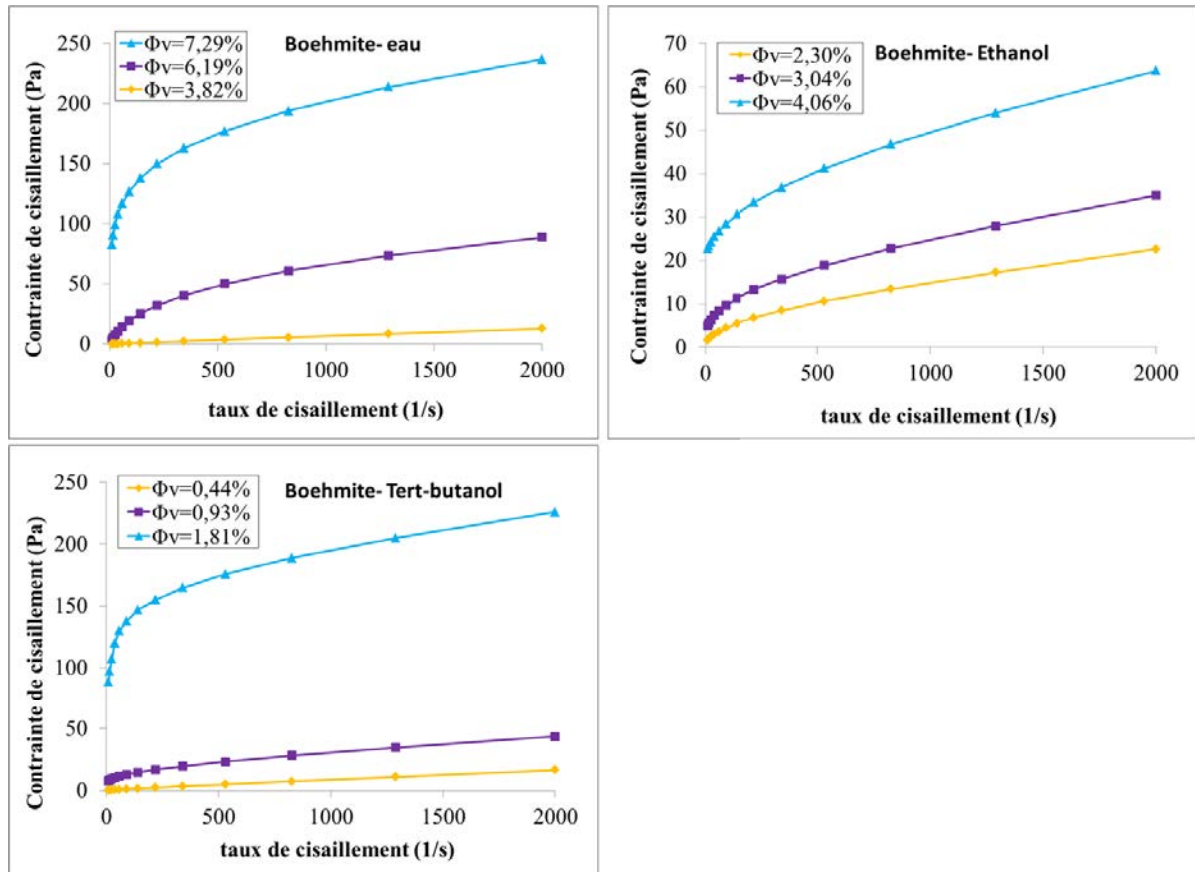 Boehmite- eau
Φv=7,29%
Φv=6,19%
Φv=3,82%
Contrainte de cisaillement (Pa)
250
200
150
100
50
0
0 500 1000 1500 2000
taux de cisaillement (1/s)
Boehmite- Ethanol
Φv=2,30%
Φv=3,04%
Φv=4,06%
Contrainte de cisaillement (Pa)
70
60
50
40
30
20
10
0
0 500 1000 1500 2000
taux de cisaillement (1/s)
Boehmite- Tert-butanol
Φv=0,44%
Φv=0,93%
Φv=1,81%
Contrainte de cisaillement (Pa)
250
200
150
100
50
0
0 500 1000 1500 2000
taux de cisaillement (1/s)